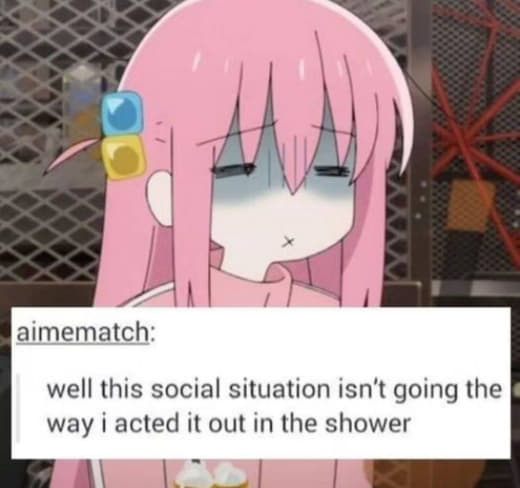 aimematch:
well this social situation isn't going the
way i acted it out in the shower